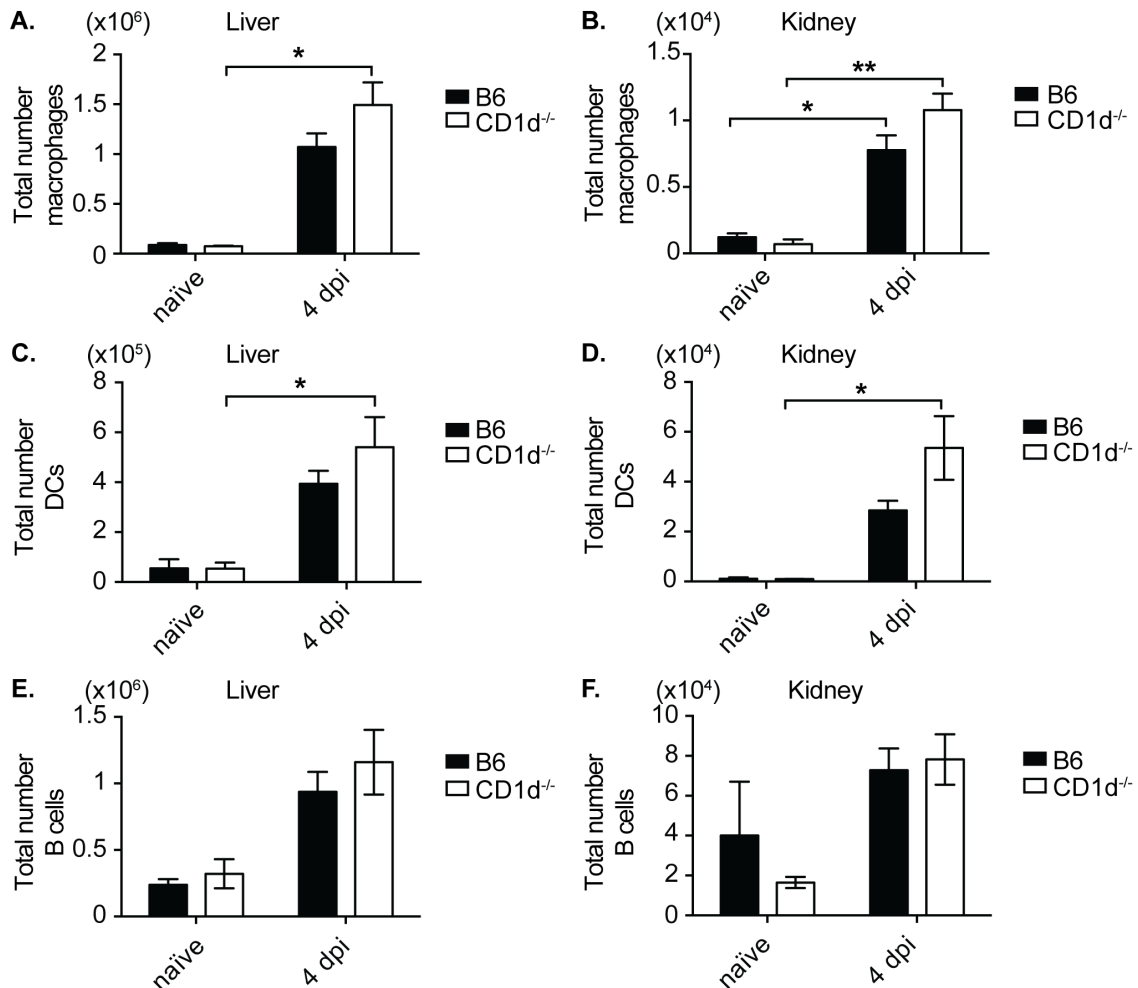 A. (x10⁶) Liver
Total number
macrophages
2
1.5
1
0.5
0
*
naïve
4 dpi
B6
CD1d⁻/⁻
B. (x10⁴) Kidney
Total number
macrophages
1.5
1
0.5
0
**
*
naïve
4 dpi
B6
CD1d⁻/⁻
C. (x10⁵) Liver
Total number
DCs
8
6
4
2
0
*
naïve
4 dpi
B6
CD1d⁻/⁻
D. (x10⁴) Kidney
Total number
DCs
8
6
4
2
0
*
naïve
4 dpi
B6
CD1d⁻/⁻
E. (x10⁶) Liver
Total number
B cells
1.5
1
0.5
0
naïve
4 dpi
B6
CD1d⁻/⁻
F. (x10⁴) Kidney
Total number
B cells
10
8
6
4
2
0
naïve
4 dpi
B6
CD1d⁻/⁻